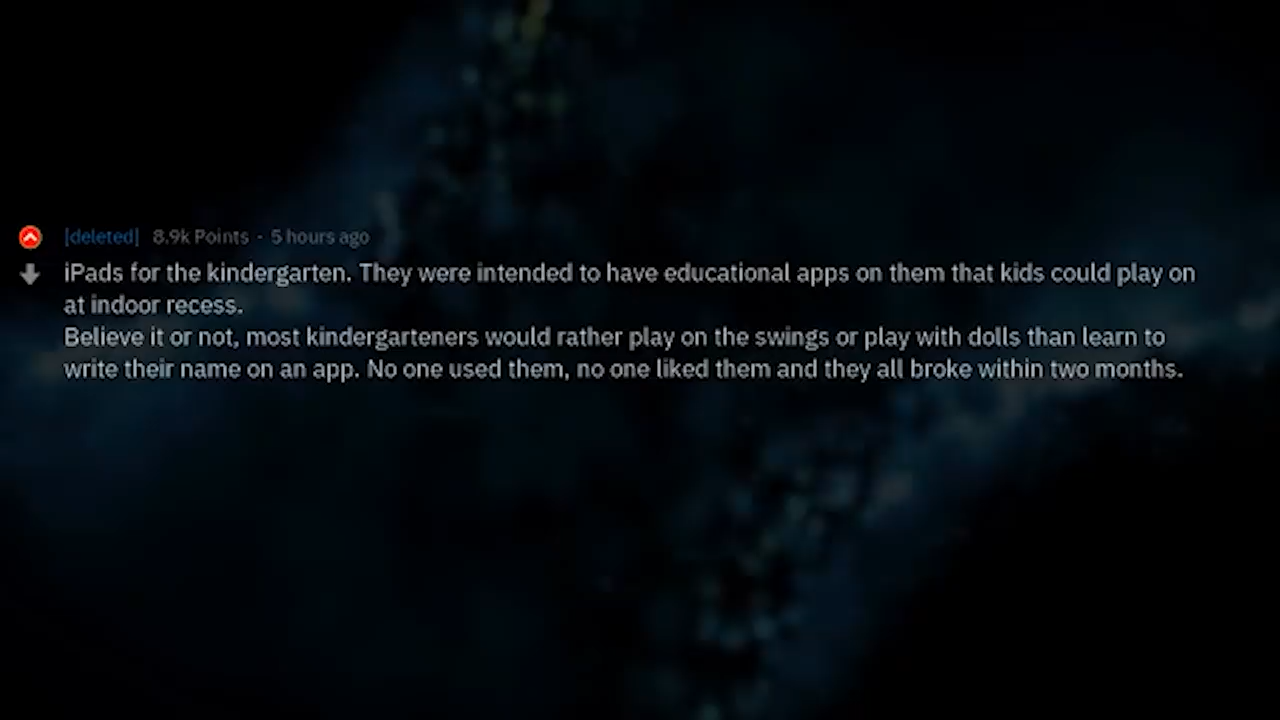 [deleted] 8.9k Points · 5 hours ago
iPads for the kindergarten. They were intended to have educational apps on them that kids could play on
at indoor recess.
Believe it or not, most kindergarteners would rather play on the swings or play with dolls than learn to
write their name on an app. No one used them, no one liked them and they all broke within two months.